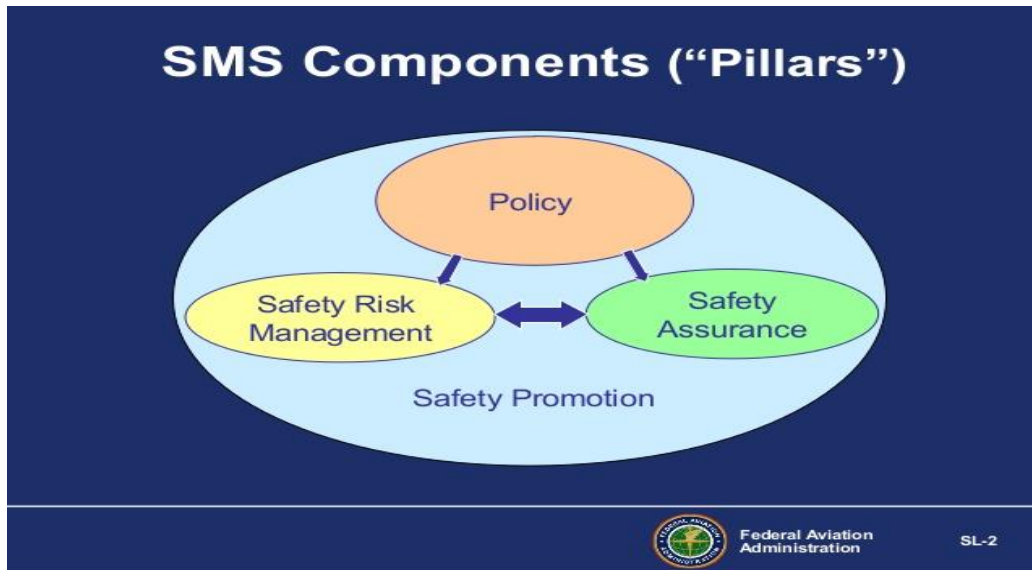 SMS Components (“Pillars”)
Policy
Safety Risk
Management
Safety
Assurance
Safety Promotion
Federal Aviation
Administration
SL-2